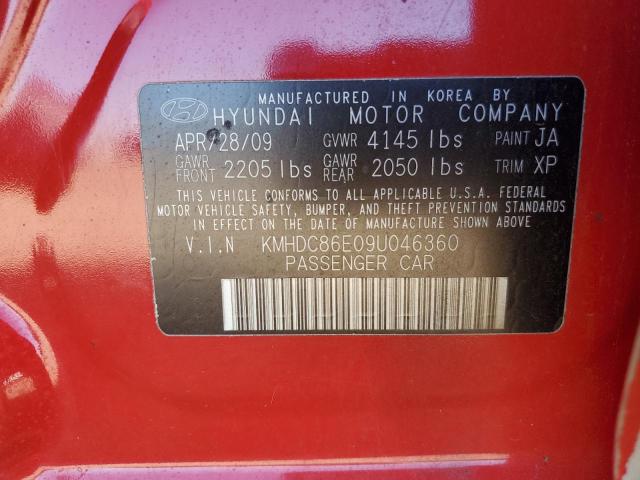 MANUFACTURED IN KOREA BY
HYUNDAI MOTOR COMPANY
APR/28/09 GVWR 4145 lbs PAINT JA
GAWR FRONT 2205 lbs GAWR REAR 2050 lbs TRIM XP
THIS VEHICLE CONFORMS TO ALL APPLICABLE U.S.A. FEDERAL
MOTOR VEHICLE SAFETY, BUMPER, AND THEFT PREVENTION STANDARDS
IN EFFECT ON THE DATE OF MANUFACTURE SHOWN ABOVE
V.I.N KMHDC86E09U046360
PASSENGER CAR